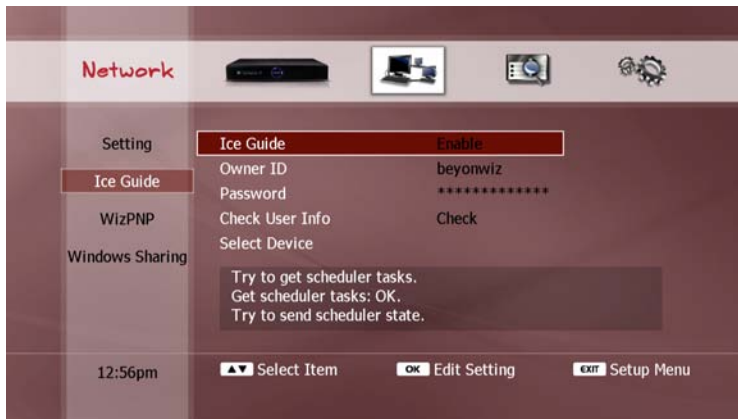 Network
Setting
Ice Guide
WizPNP
Windows Sharing
Ice Guide Enable
Owner ID beyonwiz
Password *************
Check User Info Check
Select Device
Try to get scheduler tasks.
Get scheduler tasks: OK.
Try to send scheduler state.
12:56pm
▲▼ Select Item
OK Edit Setting
EXIT Setup Menu